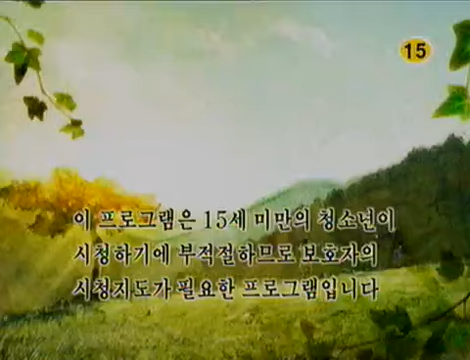 15
이 프로그램은 15세 미만의 청소년이
시청하기에 부적절하므로 보호자의
시청지도가 필요한 프로그램입니다